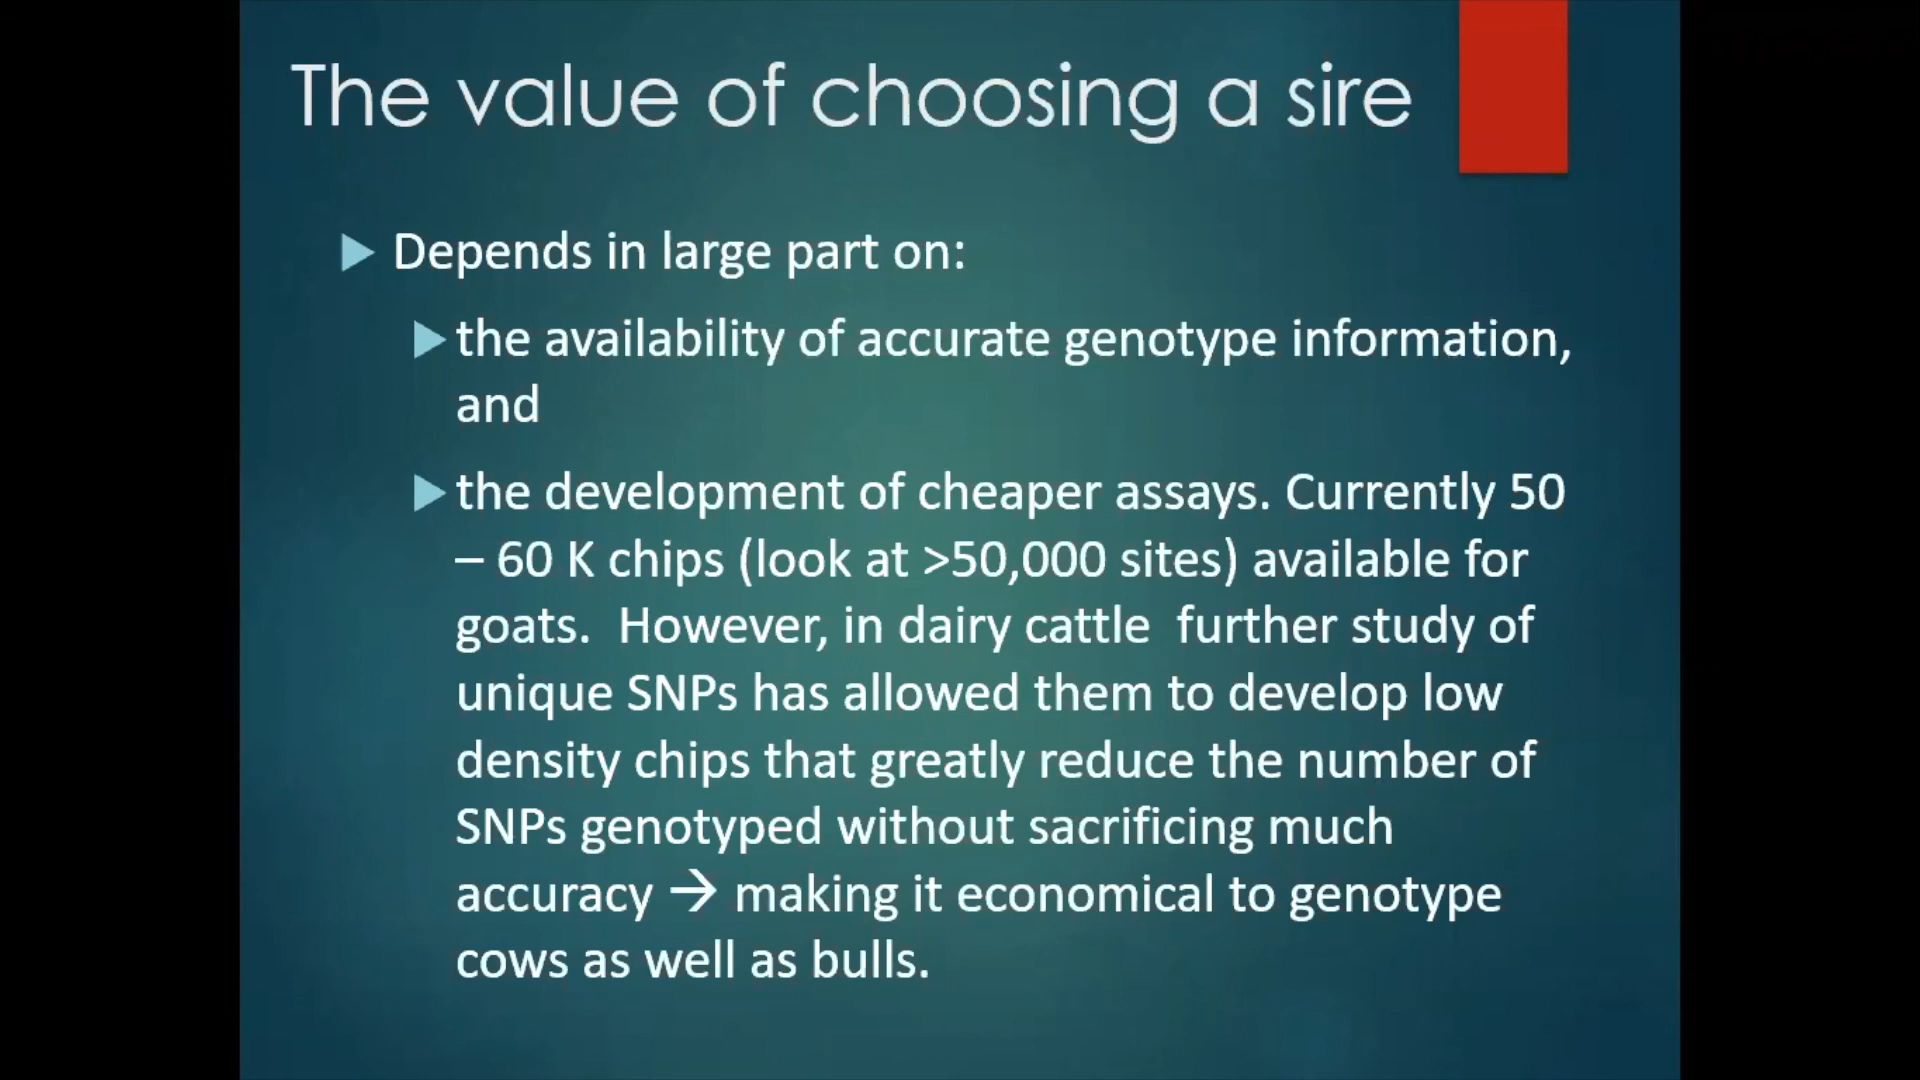 The value of choosing a sire
Depends in large part on:
the availability of accurate genotype information,
and
the development of cheaper assays. Currently 50
– 60 K chips (look at >50,000 sites) available for
goats.  However, in dairy cattle  further study of
unique SNPs has allowed them to develop low
density chips that greatly reduce the number of
SNPs genotyped without sacrificing much
accuracy → making it economical to genotype
cows as well as bulls.